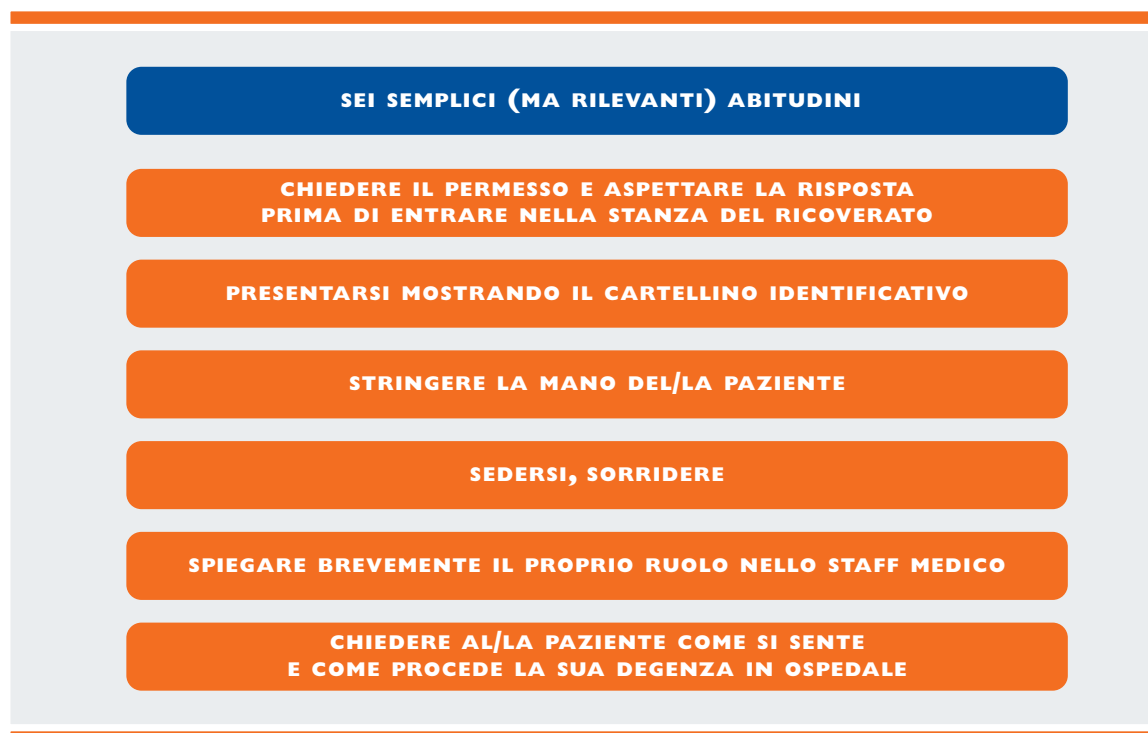 SEI SEMPLICI (MA RILEVANTI) ABITUDINI
CHIEDERE IL PERMESSO E ASPETTARE LA RISPOSTA
PRIMA DI ENTRARE NELLA STANZA DEL RICOVERATO
PRESENTARSI MOSTRANDO IL CARTELLINO IDENTIFICATIVO
STRINGERE LA MANO DEL/LA PAZIENTE
SEDERSI, SORRIDERE
SPIEGARE BREVEMENTE IL PROPRIO RUOLO NELLO STAFF MEDICO
CHIEDERE AL/LA PAZIENTE COME SI SENTE
E COME PROCEDE LA SUA DEGENZA IN OSPEDALE